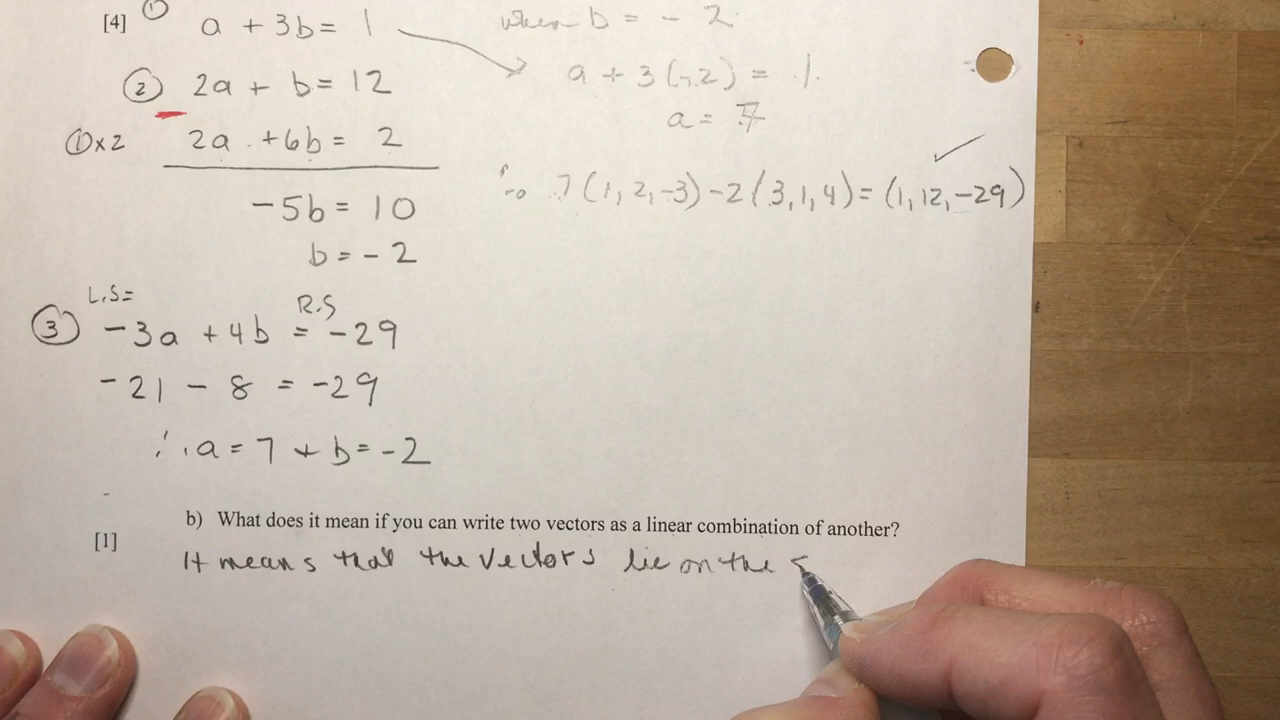 [4] ① a + 3b = 1
② 2a + b = 12
①x2 2a + 6b = 2
-5b = 10
b = -2
when b = -2
a + 3(-2) = 1
a = 7
7(1, 2, -3) - 2(3, 1, 4) = (1, 12, -29) ✓
L.S= R.S
③ -3a + 4b = -29
-21 - 8 = -29
∴ a = 7 + b = -2
b) What does it mean if you can write two vectors as a linear combination of another?
[1]
It means that the vectors lie on the